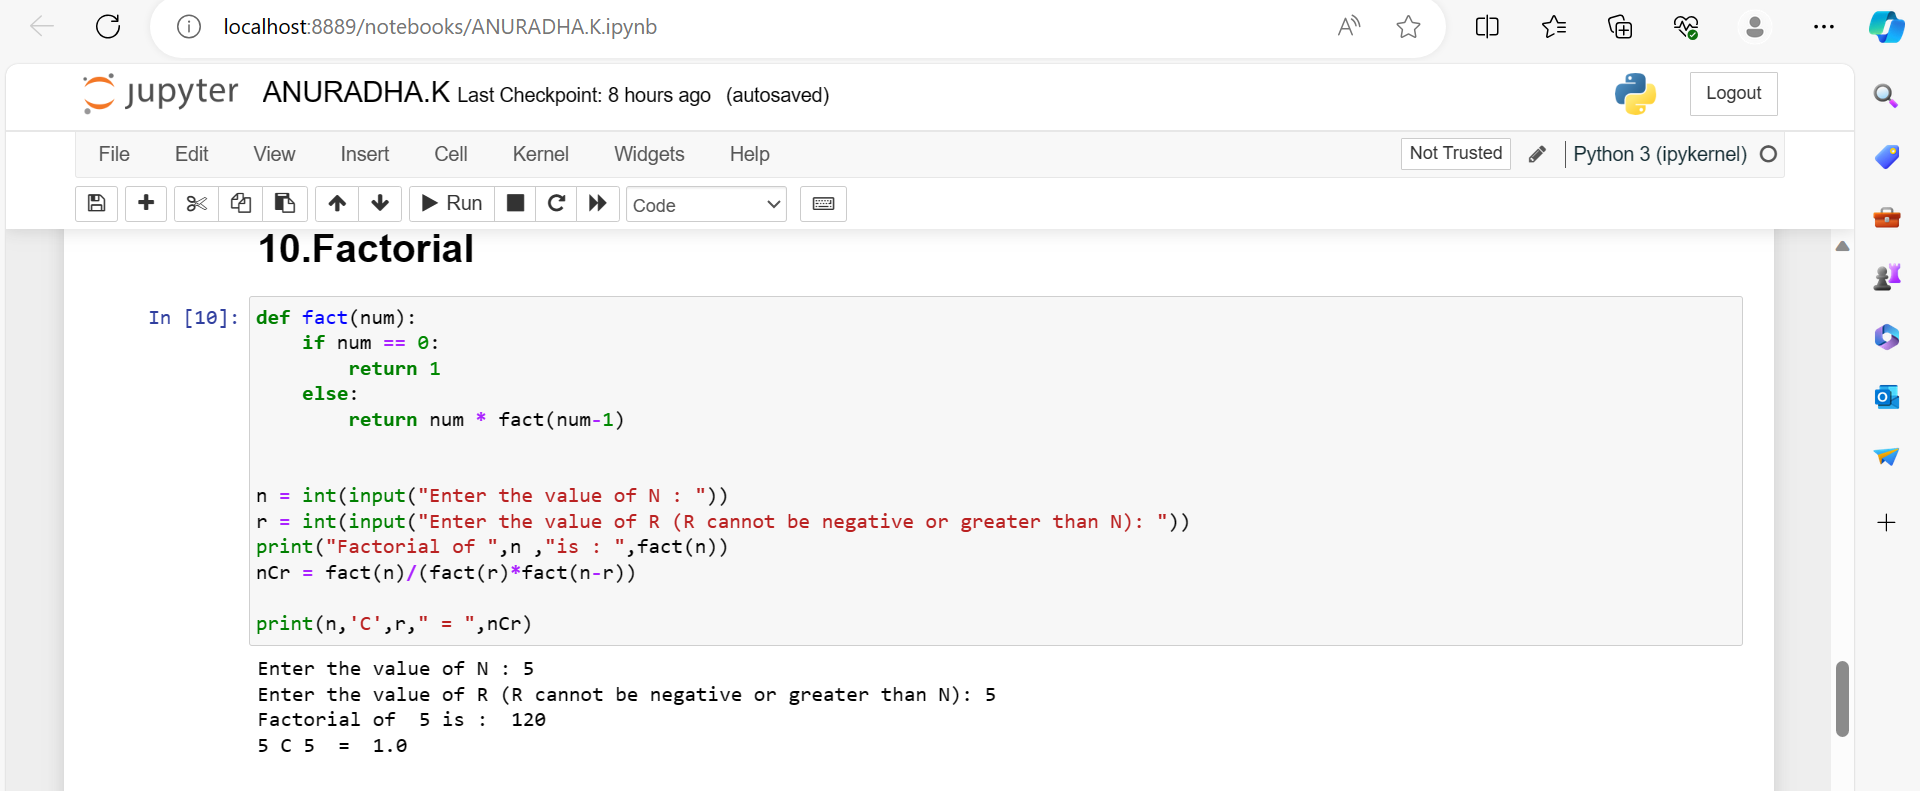 localhost:8889/notebooks/ANURADHA.K.ipynb
jupyter ANURADHA.K Last Checkpoint: 8 hours ago (autosaved)
Logout
File Edit View Insert Cell Kernel Widgets Help
Not Trusted
Python 3 (ipykernel)
Run
Code
10.Factorial
In [10]:
def fact(num):
    if num == 0:
        return 1
    else:
        return num * fact(num-1)
n = int(input("Enter the value of N : "))
r = int(input("Enter the value of R (R cannot be negative or greater than N): "))
print("Factorial of ",n ,"is : ",fact(n))
nCr = fact(n)/(fact(r)*fact(n-r))
print(n,'C',r," = ",nCr)
Enter the value of N : 5
Enter the value of R (R cannot be negative or greater than N): 5
Factorial of  5 is :  120
5 C 5  =  1.0